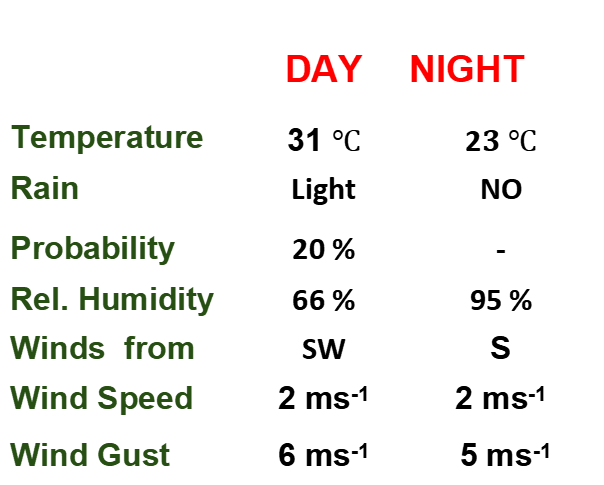 DAY NIGHT
Temperature 31 °C 23 °C
Rain Light NO
Probability 20 % -
Rel. Humidity 66 % 95 %
Winds from SW S
Wind Speed 2 ms⁻¹ 2 ms⁻¹
Wind Gust 6 ms⁻¹ 5 ms⁻¹